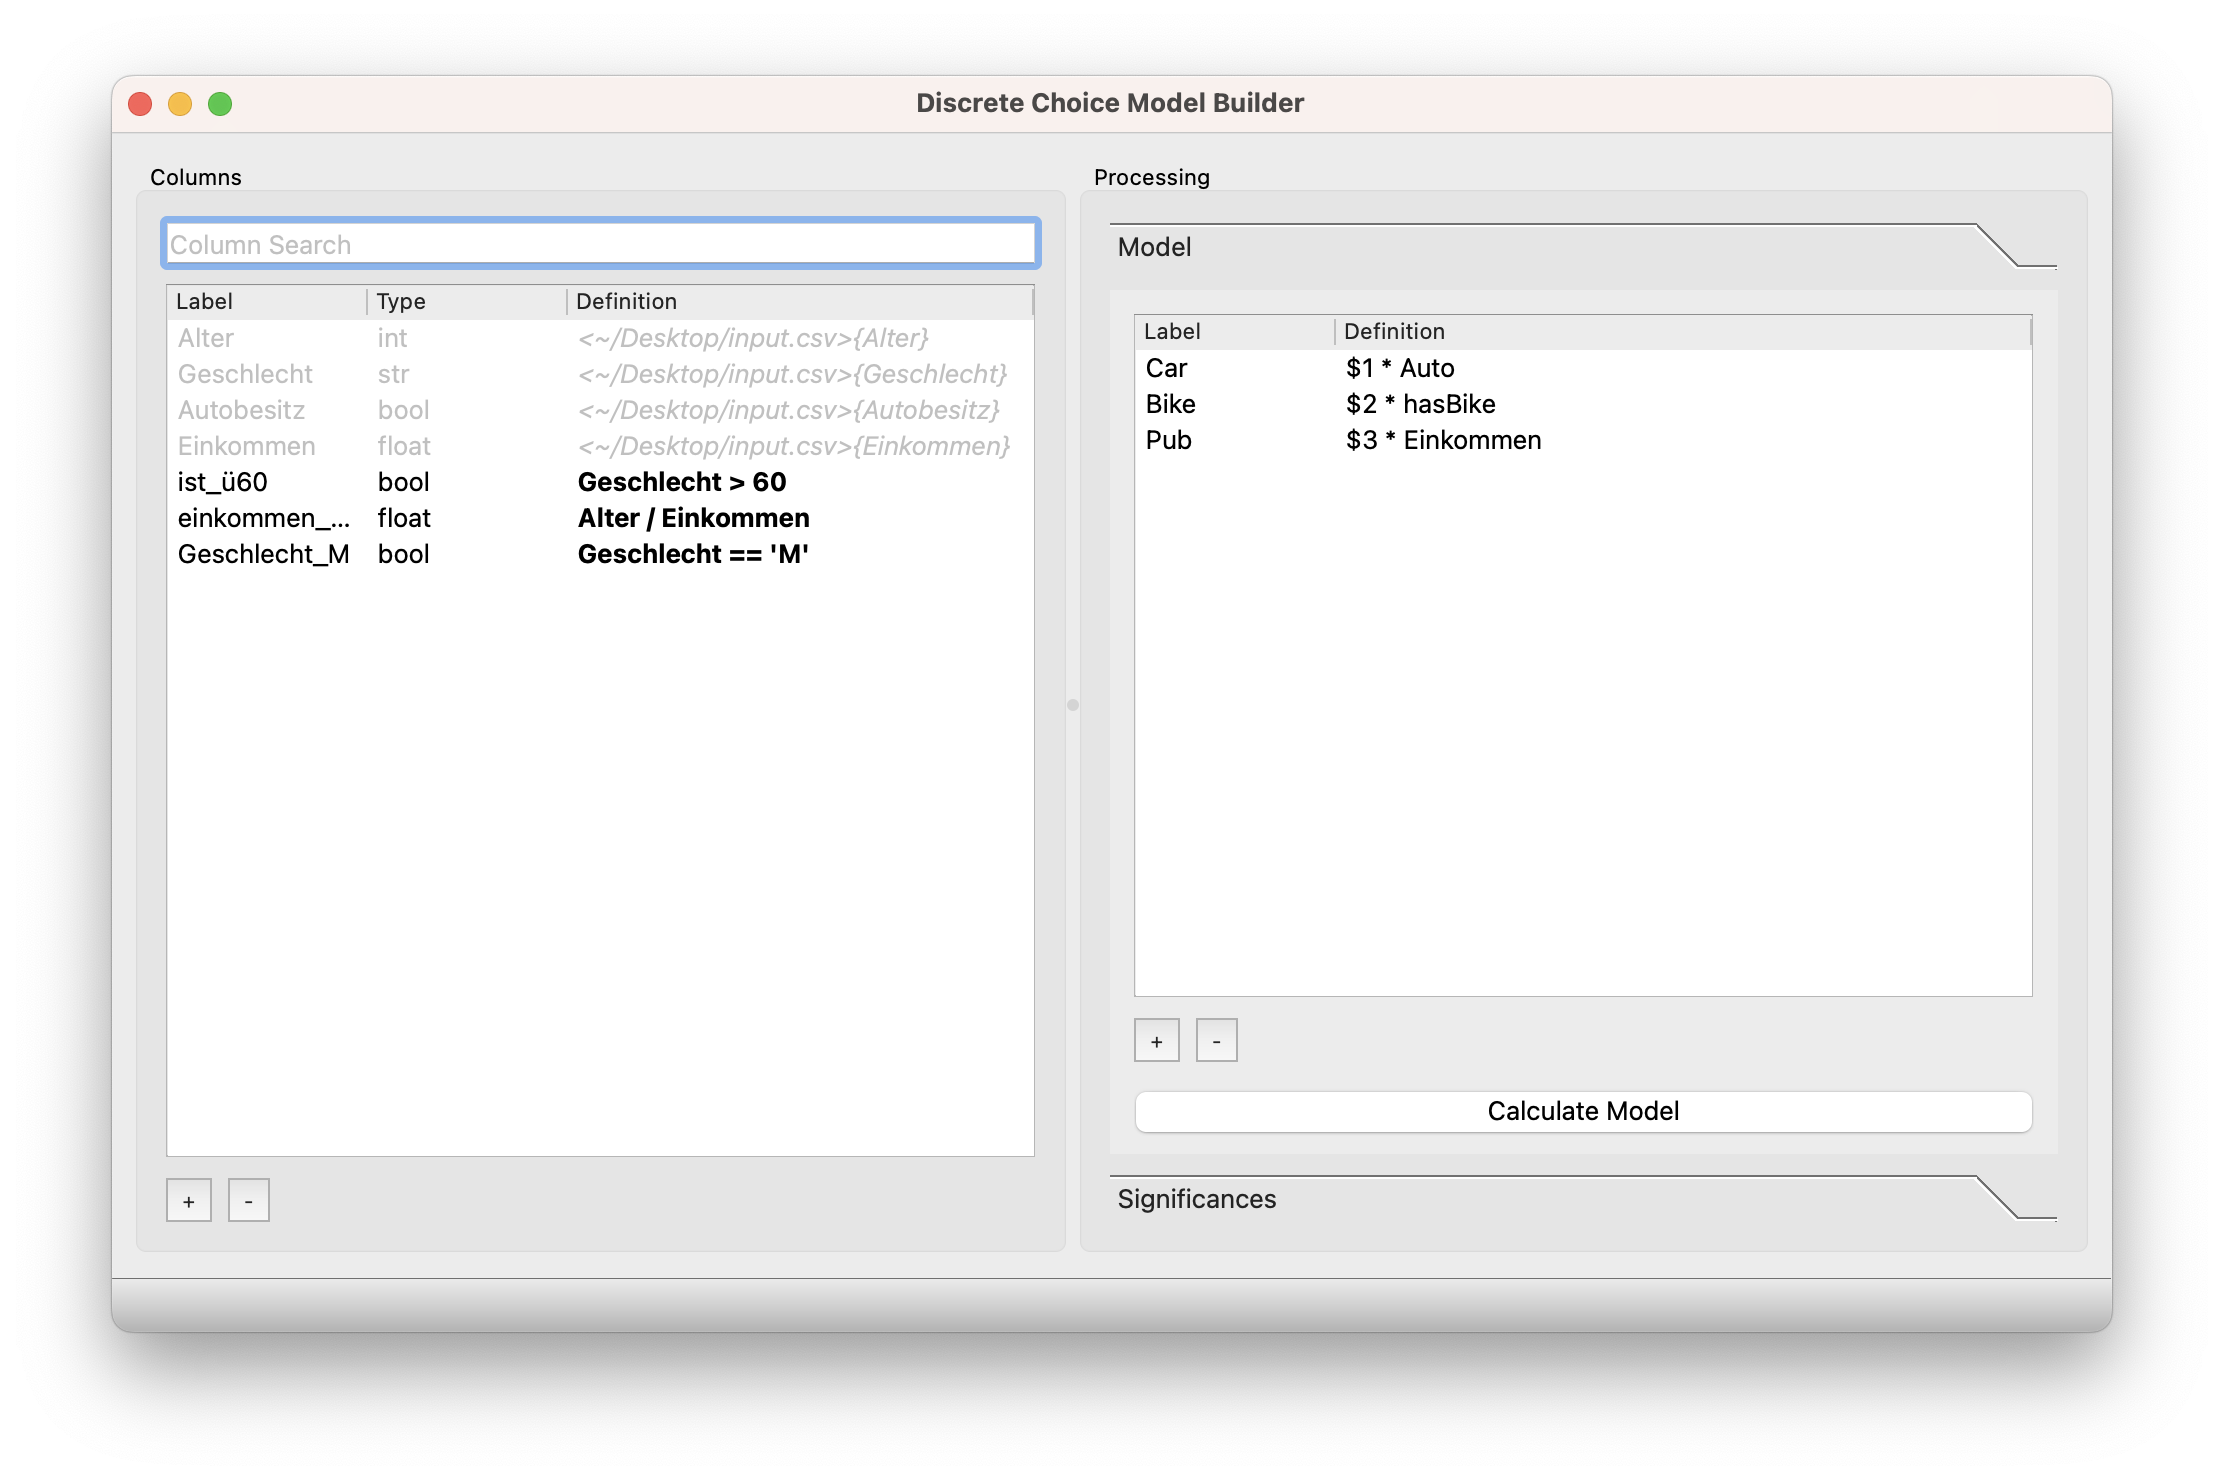 Discrete Choice Model Builder
Columns
Column Search
Label Type Definition
Alter int <~/Desktop/input.csv>{Alter}
Geschlecht str <~/Desktop/input.csv>{Geschlecht}
Autobesitz bool <~/Desktop/input.csv>{Autobesitz}
Einkommen float <~/Desktop/input.csv>{Einkommen}
ist_ü60 bool Geschlecht > 60
einkommen_... float Alter / Einkommen
Geschlecht_M bool Geschlecht == 'M'
+ -
Processing
Model
Label Definition
Car $1 * Auto
Bike $2 * hasBike
Pub $3 * Einkommen
+ -
Calculate Model
Significances